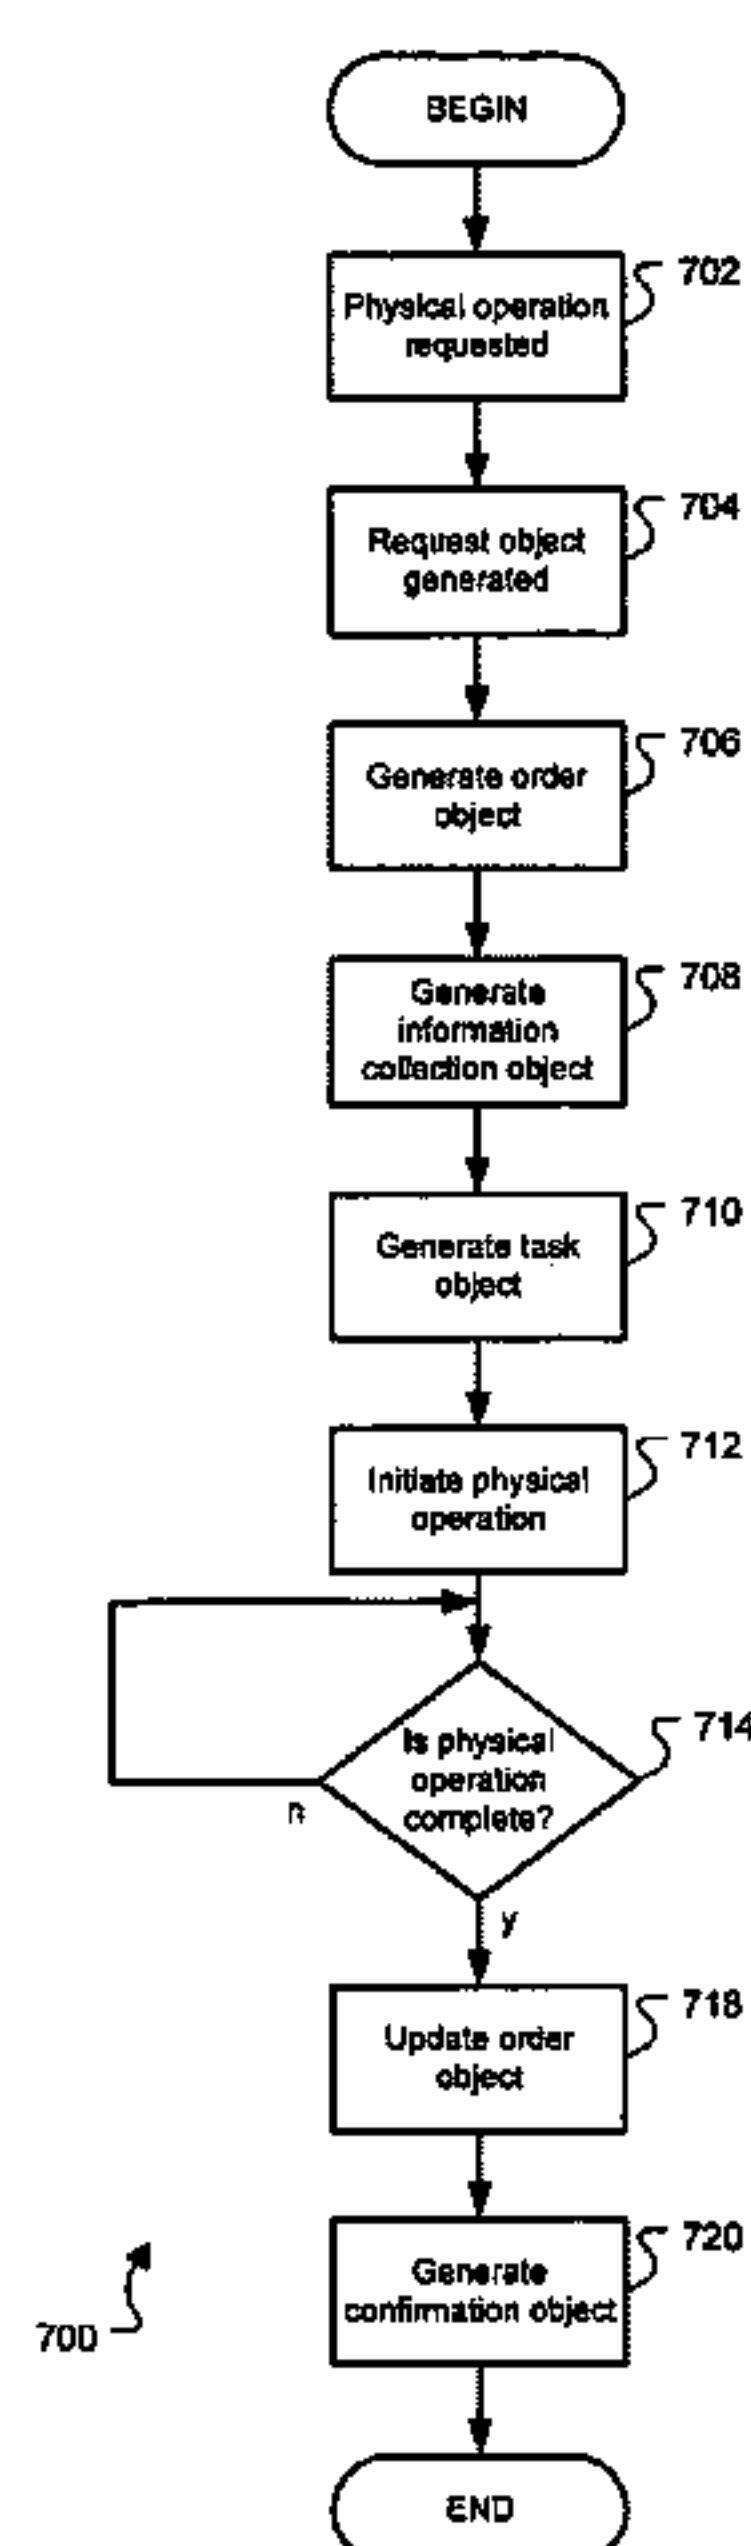 BEGIN
702
Physical operation
requested
704
Request object
generated
706
Generate order
object
708
Generate
information
collection object
710
Generate task
object
712
Initiate physical
operation
714
Is physical
operation
complete?
n
y
718
Update order
object
720
Generate
confirmation object
700
END